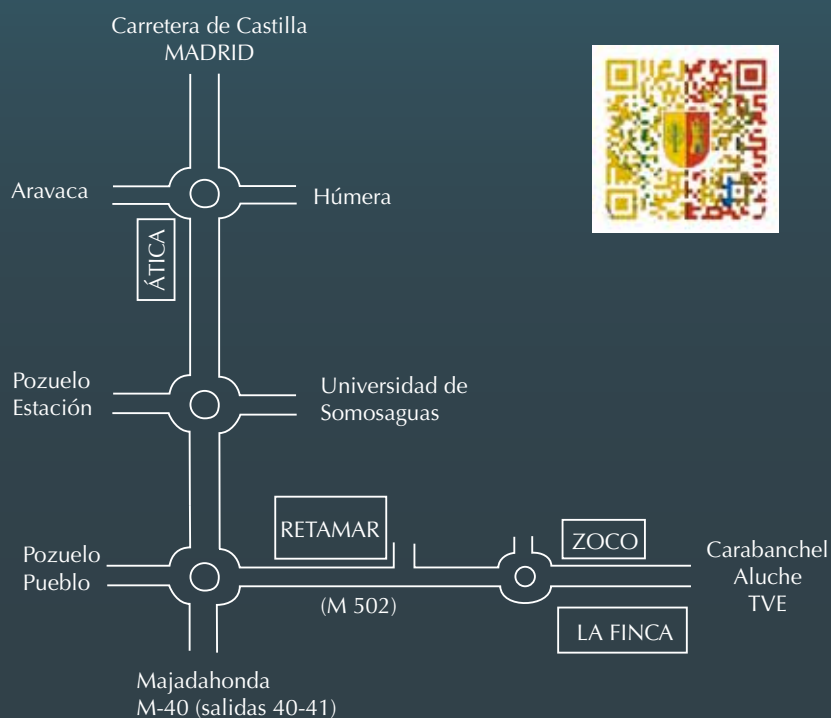 Carretera de Castilla
MADRID
Aravaca
Húmera
ÁTICA
Pozuelo
Estación
Universidad de
Somosaguas
RETAMAR
ZOCO
Pozuelo
Pueblo
Carabanchel
Aluche
TVE
(M 502)
LA FINCA
Majadahonda
M-40 (salidas 40-41)